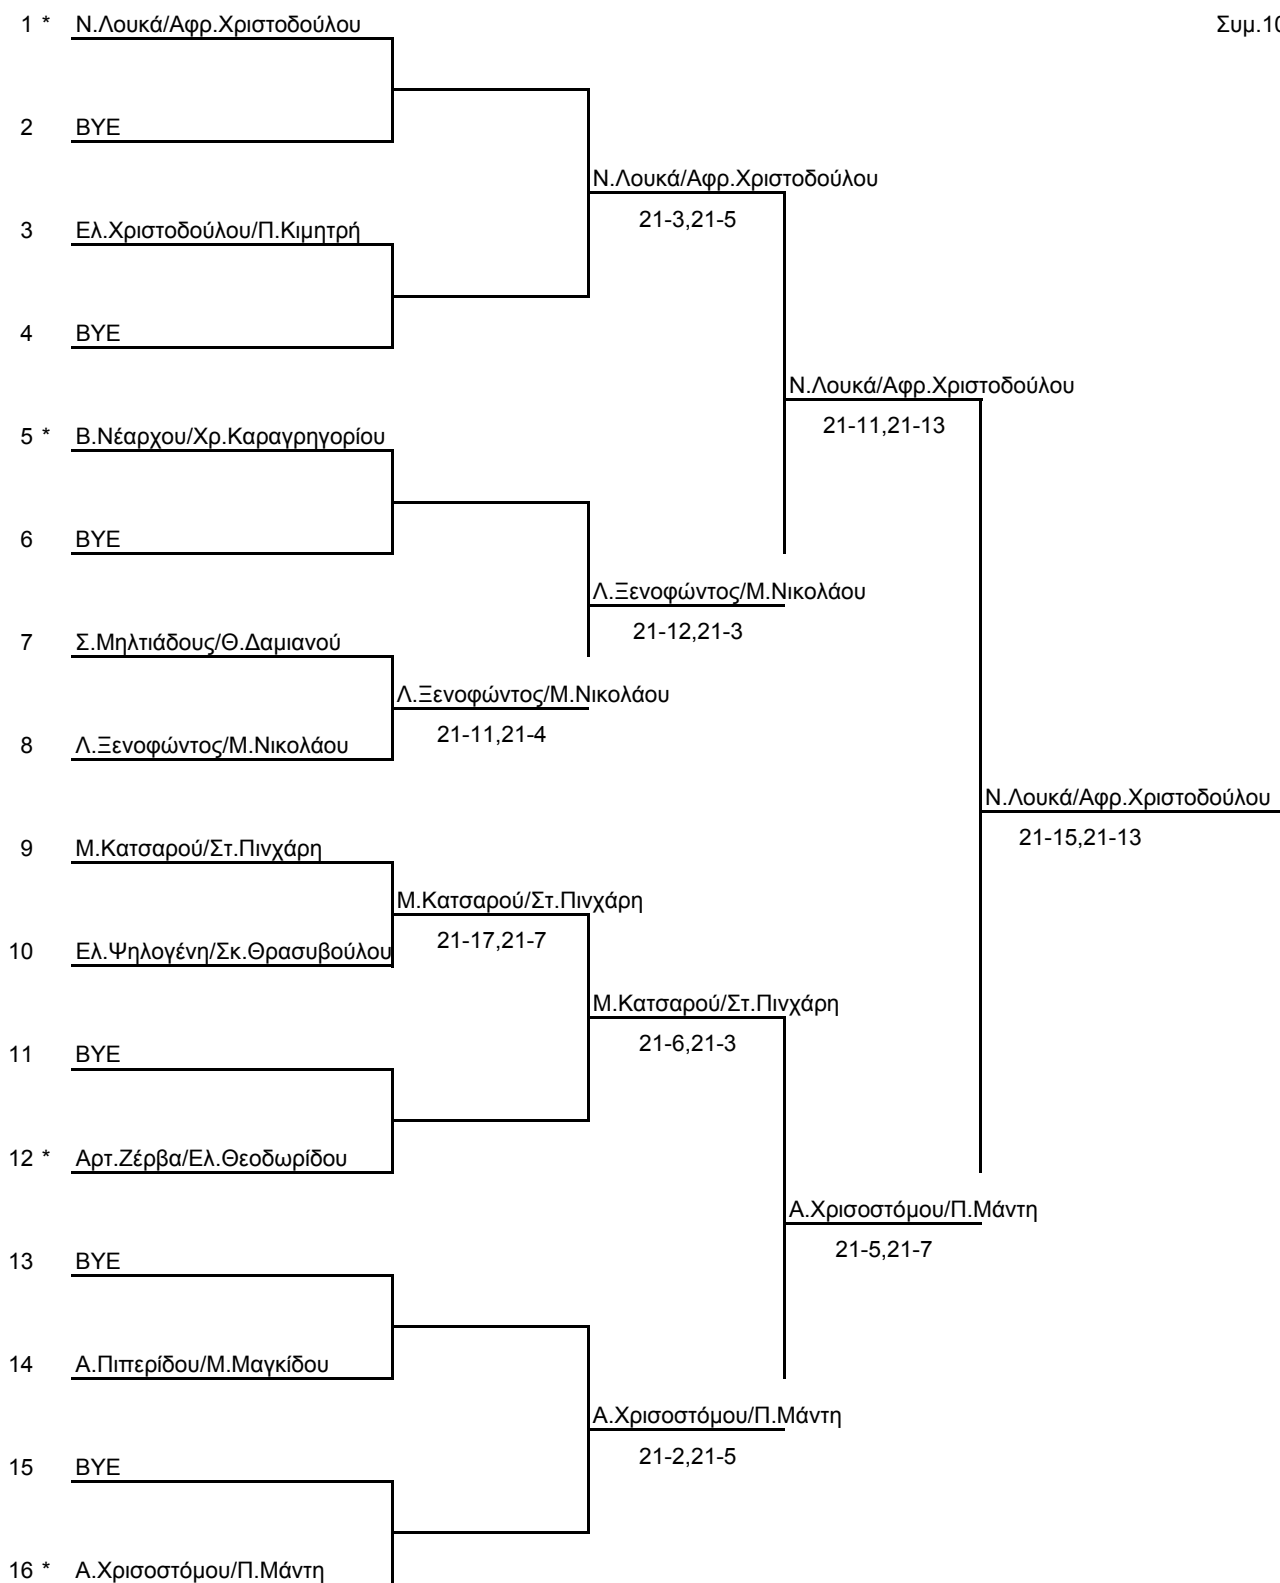 1 * Ν.Λουκά/Αφρ.Χριστοδούλου
Συμ.10
2 BYE
Ν.Λουκά/Αφρ.Χριστοδούλου
21-3,21-5
3 Ελ.Χριστοδούλου/Π.Κιμητρή
4 BYE
Ν.Λουκά/Αφρ.Χριστοδούλου
21-11,21-13
5 * Β.Νέαρχου/Χρ.Καραγρηγορίου
6 BYE
Λ.Ξενοφώντος/Μ.Νικολάου
21-12,21-3
7 Σ.Μηλτιάδους/Θ.Δαμιανού
Λ.Ξενοφώντος/Μ.Νικολάου
21-11,21-4
8 Λ.Ξενοφώντος/Μ.Νικολάου
Ν.Λουκά/Αφρ.Χριστοδούλου
21-15,21-13
9 Μ.Κατσαρού/Στ.Πινχάρη
Μ.Κατσαρού/Στ.Πινχάρη
21-17,21-7
10 Ελ.Ψηλογένη/Σκ.Θρασυβούλου
Μ.Κατσαρού/Στ.Πινχάρη
21-6,21-3
11 BYE
12 * Αρτ.Ζέρβα/Ελ.Θεοδωρίδου
Α.Χρισοστόμου/Π.Μάντη
21-5,21-7
13 BYE
14 Α.Πιπερίδου/Μ.Μαγκίδου
Α.Χρισοστόμου/Π.Μάντη
21-2,21-5
15 BYE
16 * Α.Χρισοστόμου/Π.Μάντη